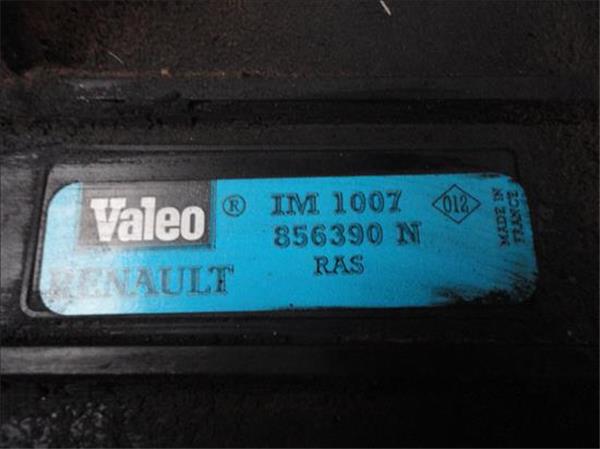 Valeo ® IM 1007
856390 N
RENAULT RAS
012
MADE IN
FRANCE